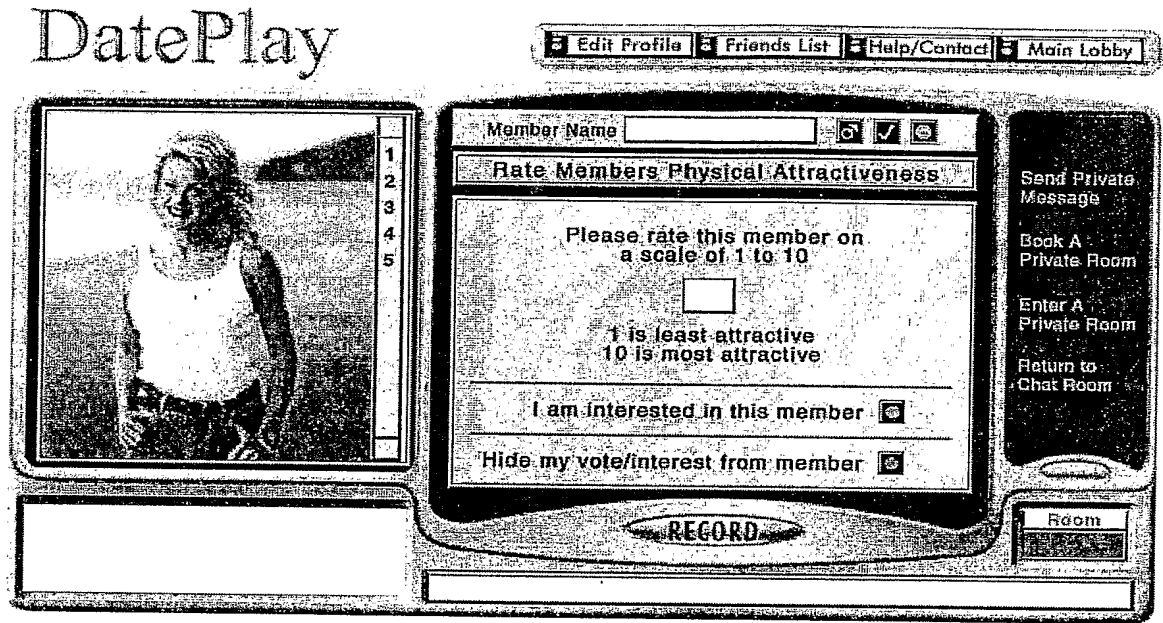 DatePlay
Edit Profile
Friends List
Help/Contact
Main Lobby
1
2
3
4
5
Member Name
Rate Members Physical Attractiveness
Please rate this member on
a scale of 1 to 10
1 is least attractive
10 is most attractive
I am interested in this member
Hide my vote/interest from member
RECORD
Send Private
Message
Book A
Private Room
Enter A
Private Room
Return to
Chat Room
Room